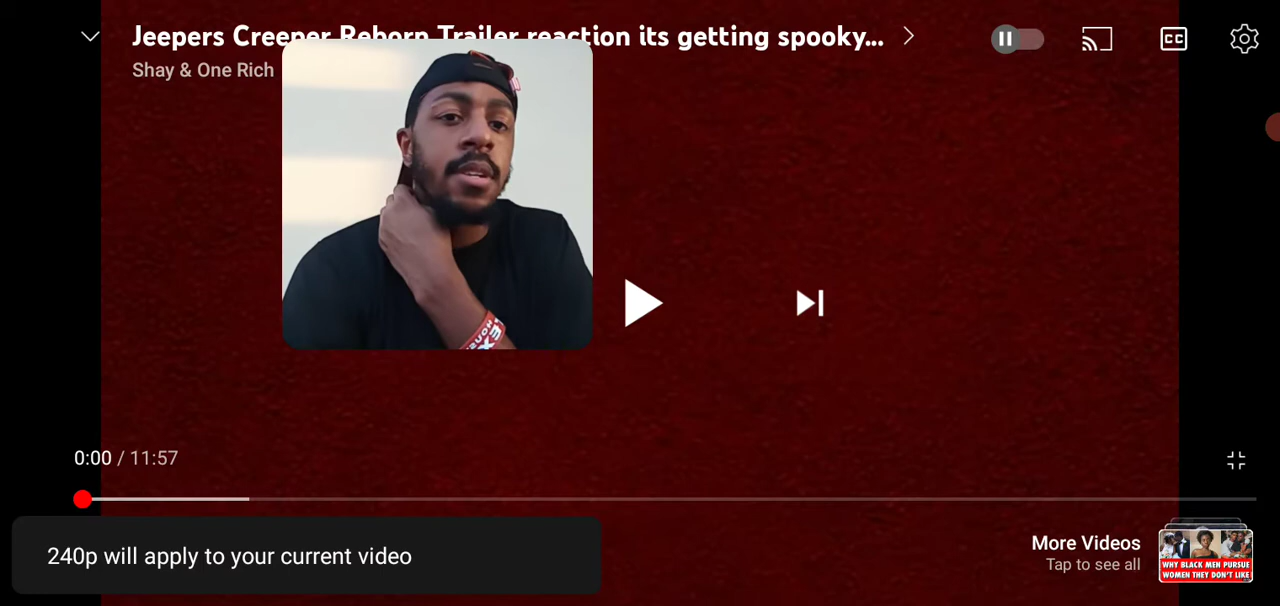 Jeepers Creeper Reborn Trailer reaction its getting spooky...
Shay & One Rich
CC
0:00 / 11:57
240p will apply to your current video
More Videos
Tap to see all
WHY BLACK MEN PURSUE
WOMEN THEY DON'T LIKE